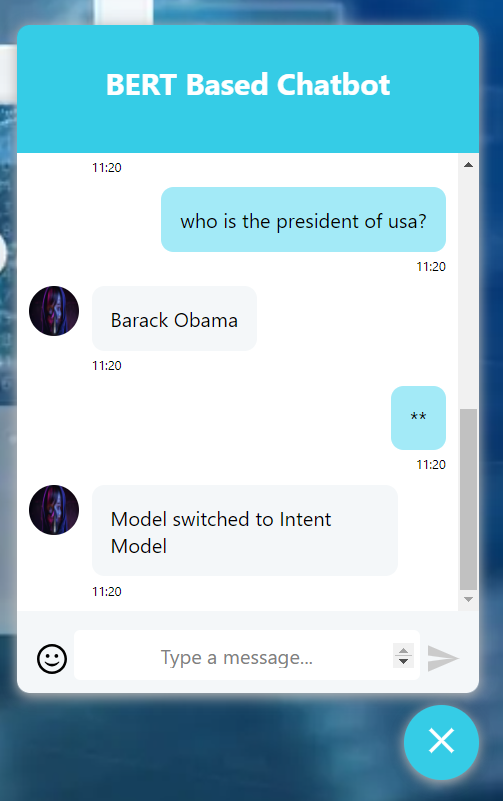 BERT Based Chatbot
11:20
who is the president of usa?
11:20
Barack Obama
11:20
**
11:20
Model switched to Intent
Model
11:20
Type a message...